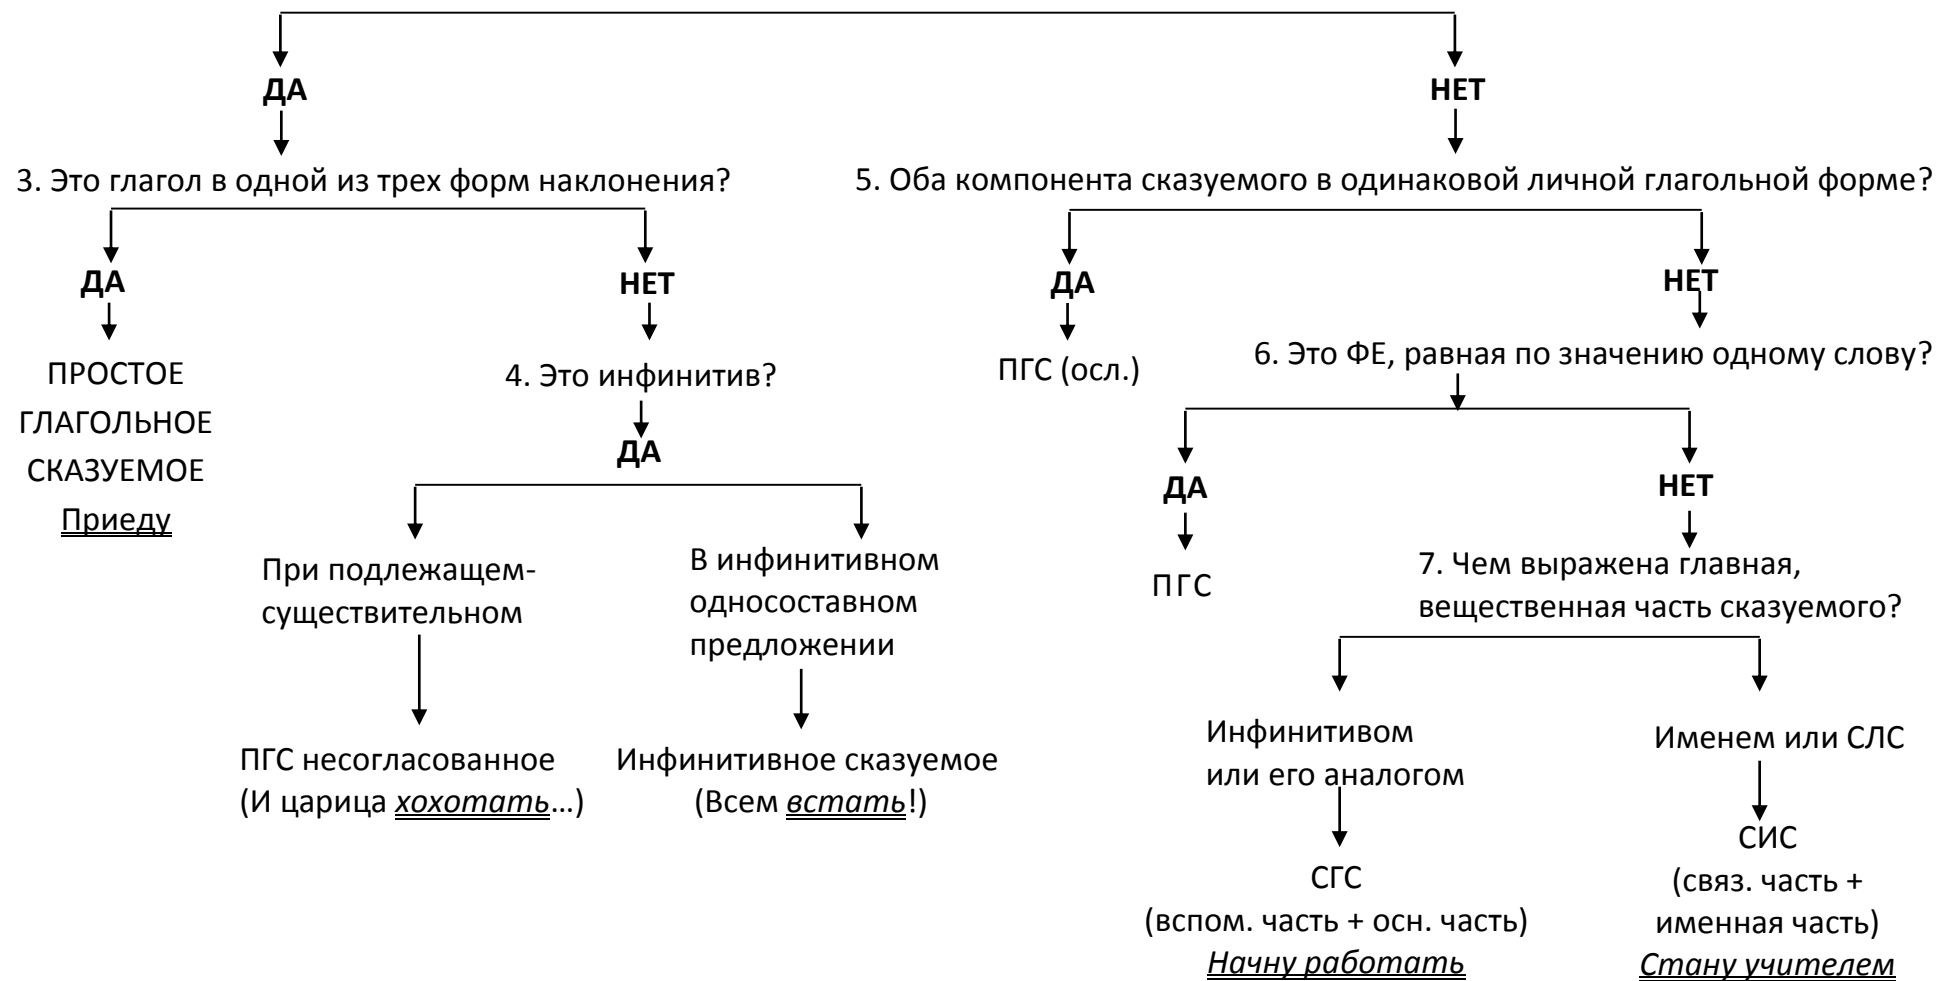 ДА
НЕТ
3. Это глагол в одной из трех форм наклонения?
5. Оба компонента сказуемого в одинаковой личной глагольной форме?
ДА
НЕТ
ДА
НЕТ
ПРОСТОЕ
ГЛАГОЛЬНОЕ
СКАЗУЕМОЕ
Приеду
4. Это инфинитив?
ПГС (осл.)
6. Это ФЕ, равная по значению одному слову?
ДА
ДА
НЕТ
При подлежащем-
существительном
В инфинитивном
односоставном
предложении
ПГС
7. Чем выражена главная,
вещественная часть сказуемого?
ПГС несогласованное
(И царица хохотать…)
Инфинитивное сказуемое
(Всем встать!)
Инфинитивом
или его аналогом
Именем или СЛС
СГС
(вспом. часть + осн. часть)
Начну работать
СИС
(связ. часть +
именная часть)
Стану учителем